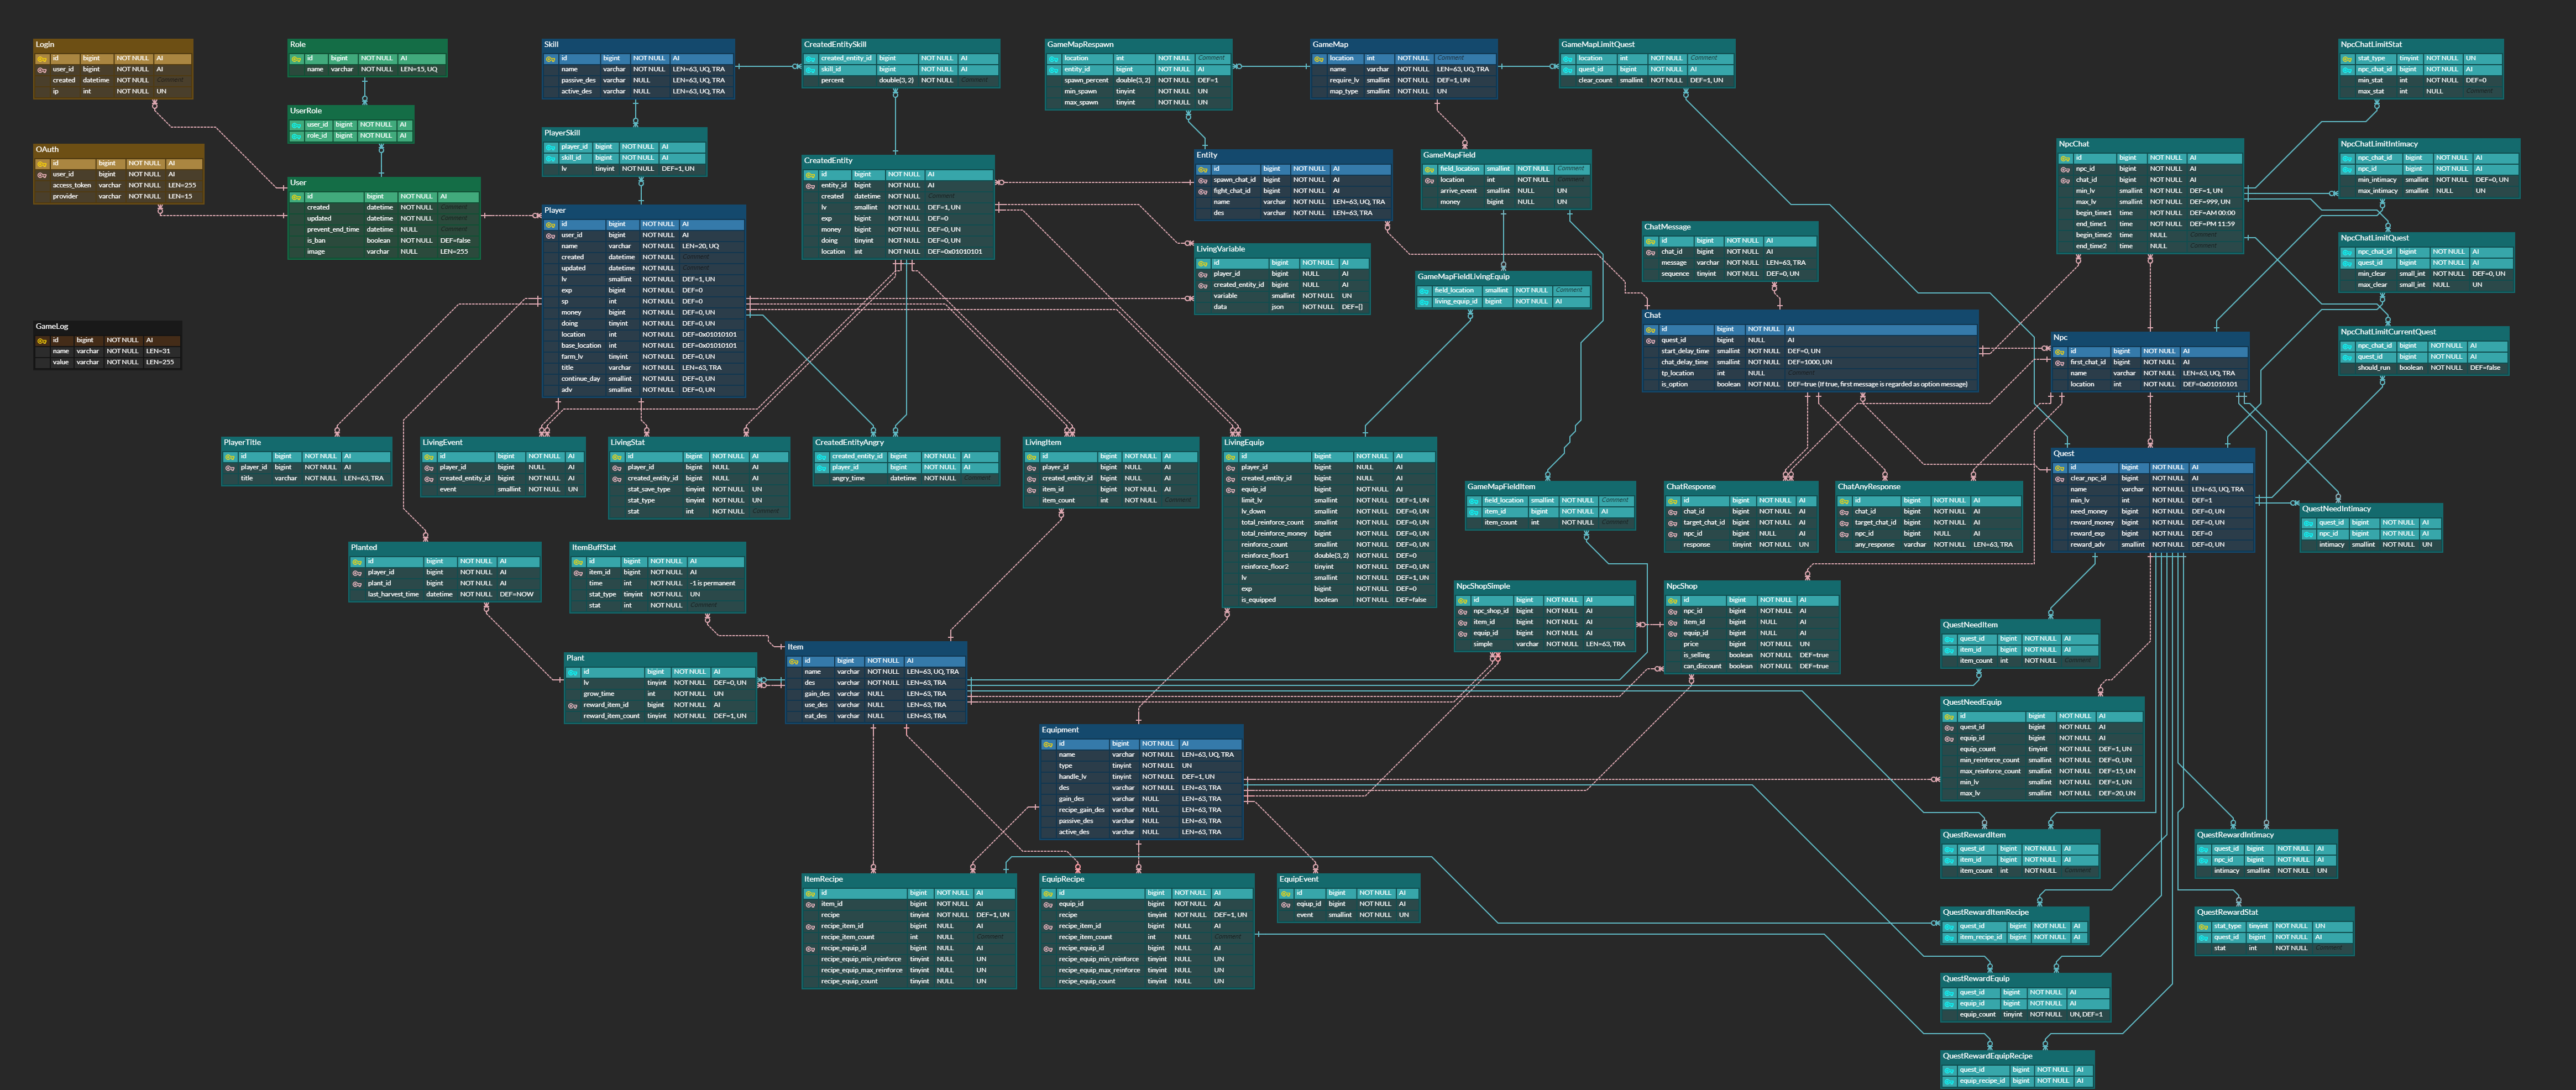 Login
id bigint NOT NULL AI
user_id bigint NOT NULL AI
created datetime NOT NULL Comment
ip int NOT NULL UN
OAuth
id bigint NOT NULL AI
user_id bigint NOT NULL AI
access_token varchar NOT NULL LEN=255
provider varchar NOT NULL LEN=15
GameLog
id bigint NOT NULL AI
name varchar NOT NULL LEN=31
value varchar NOT NULL LEN=255
Role
id bigint NOT NULL AI
name varchar NOT NULL LEN=15, UQ
UserRole
user_id bigint NOT NULL AI
role_id bigint NOT NULL AI
User
id bigint NOT NULL AI
created datetime NOT NULL Comment
updated datetime NOT NULL Comment
prevent_end_time datetime NULL Comment
is_ban boolean NOT NULL DEF=false
image varchar NULL LEN=255
Skill
id bigint NOT NULL AI
name varchar NOT NULL LEN=63, UQ, TRA
passive_des varchar NULL LEN=63, UQ, TRA
active_des varchar NULL LEN=63, UQ, TRA
PlayerSkill
player_id bigint NOT NULL AI
skill_id bigint NOT NULL AI
lv tinyint NOT NULL DEF=1, UN
Player
id bigint NOT NULL AI
user_id bigint NOT NULL AI
name varchar NOT NULL LEN=20, UQ
created datetime NOT NULL Comment
updated datetime NOT NULL Comment
lv smallint NOT NULL DEF=1, UN
exp bigint NOT NULL DEF=0
sp int NOT NULL DEF=0
money bigint NOT NULL DEF=0, UN
doing tinyint NOT NULL DEF=0, UN
location int NOT NULL DEF=0x01010101
base_location int NOT NULL DEF=0x01010101
farm_lv tinyint NOT NULL DEF=0, UN
title varchar NOT NULL LEN=63, TRA
continue_day smallint NOT NULL DEF=0, UN
adv smallint NOT NULL DEF=0, UN
CreatedEntitySkill
created_entity_id bigint NOT NULL AI
skill_id bigint NOT NULL AI
percent double(3, 2) NOT NULL Comment
CreatedEntity
id bigint NOT NULL AI
entity_id bigint NOT NULL AI
created datetime NOT NULL Comment
lv smallint NOT NULL DEF=1, UN
exp bigint NOT NULL DEF=0
money bigint NOT NULL DEF=0, UN
doing tinyint NOT NULL DEF=0, UN
location int NOT NULL DEF=0x01010101
GameMapRespawn
location int NOT NULL Comment
entity_id bigint NOT NULL AI
spawn_percent double(3, 2) NOT NULL DEF=1
min_spawn tinyint NOT NULL UN
max_spawn tinyint NOT NULL UN
Entity
id bigint NOT NULL AI
spawn_chat_id bigint NOT NULL AI
fight_chat_id bigint NOT NULL AI
name varchar NOT NULL LEN=63, UQ, TRA
des varchar NOT NULL LEN=63, TRA
LivingVariable
id bigint NOT NULL AI
player_id bigint NULL AI
created_entity_id bigint NULL AI
variable smallint NOT NULL UN
data json NOT NULL DEF=[]
GameMap
location int NOT NULL Comment
name varchar NOT NULL LEN=63, UQ, TRA
require_lv smallint NOT NULL DEF=1, UN
map_type smallint NOT NULL UN
GameMapField
field_location smallint NOT NULL Comment
location int NOT NULL Comment
arrive_event smallint NULL UN
money bigint NOT NULL UN
GameMapFieldLivingEquip
field_location smallint NOT NULL Comment
living_equip_id bigint NOT NULL AI
GameMapLimitQuest
location int NOT NULL Comment
quest_id bigint NOT NULL AI
clear_count smallint NOT NULL DEF=1, UN
ChatMessage
id bigint NOT NULL AI
chat_id bigint NOT NULL AI
message varchar NOT NULL LEN=63, TRA
sequence tinyint NOT NULL DEF=0, UN
Chat
id bigint NOT NULL AI
quest_id bigint NULL AI
start_delay_time smallint NOT NULL DEF=0, UN
chat_delay_time smallint NOT NULL DEF=1000, UN
tp_location int NULL Comment
is_option boolean NOT NULL DEF=true (If true, first message is regarded as option message)
NpcChat
id bigint NOT NULL AI
npc_id bigint NOT NULL AI
chat_id bigint NOT NULL AI
min_lv smallint NOT NULL DEF=1, UN
max_lv smallint NOT NULL DEF=999, UN
begin_time1 time NOT NULL DEF=AM 00:00
end_time1 time NOT NULL DEF=PM 11:59
begin_time2 time NULL Comment
end_time2 time NULL Comment
Npc
id bigint NOT NULL AI
first_chat_id bigint NOT NULL AI
name varchar NOT NULL LEN=63, UQ, TRA
location int NOT NULL DEF=0x01010101
NpcChatLimitStat
stat_type tinyint NOT NULL UN
npc_chat_id bigint NOT NULL AI
min_stat int NOT NULL DEF=0
max_stat int NULL Comment
NpcChatLimitIntimacy
npc_chat_id bigint NOT NULL AI
npc_id bigint NOT NULL AI
min_intimacy smallint NOT NULL DEF=0, UN
max_intimacy smallint NULL UN
NpcChatLimitQuest
npc_chat_id bigint NOT NULL AI
quest_id bigint NOT NULL AI
min_clear small_int NOT NULL DEF=0, UN
max_clear small_int NULL UN
NpcChatLimitCurrentQuest
npc_chat_id bigint NOT NULL AI
quest_id bigint NOT NULL AI
should_run boolean NOT NULL DEF=false
PlayerTitle
id bigint NOT NULL AI
player_id bigint NOT NULL AI
title varchar NOT NULL LEN=63, TRA
LivingEvent
id bigint NOT NULL AI
player_id bigint NULL AI
created_entity_id bigint NULL AI
event smallint NOT NULL UN
LivingStat
id bigint NOT NULL AI
player_id bigint NULL AI
created_entity_id bigint NULL AI
stat_save_type tinyint NOT NULL UN
stat_type tinyint NOT NULL UN
stat int NOT NULL Comment
CreatedEntityAngry
created_entity_id bigint NOT NULL AI
player_id bigint NOT NULL AI
angry_time datetime NOT NULL Comment
LivingItem
id bigint NOT NULL AI
player_id bigint NULL AI
created_entity_id bigint NULL AI
item_id bigint NOT NULL AI
item_count int NOT NULL Comment
LivingEquip
id bigint NOT NULL AI
player_id bigint NULL AI
created_entity_id bigint NULL AI
equip_id bigint NOT NULL AI
limit_lv smallint NOT NULL DEF=1, UN
lv_down smallint NOT NULL DEF=0, UN
total_reinforce_count smallint NOT NULL DEF=0, UN
total_reinforce_money bigint NOT NULL DEF=0, UN
reinforce_count smallint NOT NULL DEF=0, UN
reinforce_floor1 double(3, 2) NOT NULL DEF=0
reinforce_floor2 tinyint NOT NULL DEF=0, UN
lv smallint NOT NULL DEF=1, UN
exp bigint NOT NULL DEF=0
is_equipped boolean NOT NULL DEF=false
GameMapFieldItem
field_location smallint NOT NULL Comment
item_id bigint NOT NULL AI
item_count int NOT NULL Comment
ChatResponse
id bigint NOT NULL AI
chat_id bigint NOT NULL AI
target_chat_id bigint NOT NULL AI
npc_id bigint NULL AI
response tinyint NOT NULL UN
ChatAnyResponse
id bigint NOT NULL AI
chat_id bigint NOT NULL AI
target_chat_id bigint NOT NULL AI
npc_id bigint NULL AI
any_response varchar NOT NULL LEN=63, TRA
Quest
id bigint NOT NULL AI
clear_npc_id bigint NOT NULL AI
name varchar NOT NULL LEN=63, UQ, TRA
min_lv int NOT NULL DEF=1
need_money bigint NOT NULL DEF=0, UN
reward_money bigint NOT NULL DEF=0, UN
reward_exp bigint NOT NULL DEF=0
reward_adv smallint NOT NULL DEF=0, UN
QuestNeedIntimacy
quest_id bigint NOT NULL AI
npc_id bigint NOT NULL AI
intimacy smallint NOT NULL UN
Planted
id bigint NOT NULL AI
player_id bigint NOT NULL AI
plant_id bigint NOT NULL AI
last_harvest_time datetime NOT NULL DEF=NOW
ItemBuffStat
id bigint NOT NULL AI
item_id bigint NOT NULL AI
time int NOT NULL -1 is permanent
stat_type tinyint NOT NULL UN
stat int NOT NULL Comment
Plant
id bigint NOT NULL AI
lv tinyint NOT NULL DEF=0, UN
grow_time int NOT NULL UN
reward_item_id bigint NOT NULL AI
reward_item_count tinyint NOT NULL DEF=1, UN
Item
id bigint NOT NULL AI
name varchar NOT NULL LEN=63, UQ, TRA
des varchar NOT NULL LEN=63, TRA
gain_des varchar NULL LEN=63, TRA
use_des varchar NULL LEN=63, TRA
eat_des varchar NULL LEN=63, TRA
Equipment
id bigint NOT NULL AI
name varchar NOT NULL LEN=63, UQ, TRA
type tinyint NOT NULL UN
handle_lv tinyint NOT NULL DEF=1, UN
des varchar NOT NULL LEN=63, TRA
gain_des varchar NULL LEN=63, TRA
recipe_gain_des varchar NULL LEN=63, TRA
passive_des varchar NULL LEN=63, TRA
active_des varchar NULL LEN=63, TRA
NpcShopSimple
id bigint NOT NULL AI
npc_shop_id bigint NOT NULL AI
item_id bigint NOT NULL AI
equip_id bigint NOT NULL AI
simple varchar NOT NULL LEN=63, TRA
NpcShop
id bigint NOT NULL AI
npc_id bigint NOT NULL AI
item_id bigint NULL AI
equip_id bigint NULL AI
price bigint NOT NULL UN
is_selling boolean NOT NULL DEF=true
can_discount boolean NOT NULL DEF=true
QuestNeedItem
quest_id bigint NOT NULL AI
item_id bigint NOT NULL AI
item_count int NOT NULL Comment
QuestNeedEquip
id bigint NOT NULL AI
quest_id bigint NOT NULL AI
equip_id bigint NOT NULL AI
equip_count tinyint NOT NULL DEF=1, UN
min_reinforce_count smallint NOT NULL DEF=0, UN
max_reinforce_count smallint NOT NULL DEF=15, UN
min_lv smallint NOT NULL DEF=1, UN
max_lv smallint NOT NULL DEF=20, UN
ItemRecipe
id bigint NOT NULL AI
item_id bigint NOT NULL AI
recipe tinyint NOT NULL DEF=1, UN
recipe_item_id bigint NULL AI
recipe_item_count int NULL Comment
recipe_equip_id bigint NULL AI
recipe_equip_min_reinforce tinyint NULL UN
recipe_equip_max_reinforce tinyint NULL UN
recipe_equip_count tinyint NULL UN
EquipRecipe
id bigint NOT NULL AI
equip_id bigint NOT NULL AI
recipe tinyint NOT NULL DEF=1, UN
recipe_item_id bigint NULL AI
recipe_item_count int NULL Comment
recipe_equip_id bigint NULL AI
recipe_equip_min_reinforce tinyint NULL UN
recipe_equip_max_reinforce tinyint NULL UN
recipe_equip_count tinyint NULL UN
EquipEvent
id bigint NOT NULL AI
eqiup_id bigint NOT NULL AI
event smallint NOT NULL UN
QuestRewardItem
quest_id bigint NOT NULL AI
item_id bigint NOT NULL AI
item_count int NOT NULL Comment
QuestRewardIntimacy
quest_id bigint NOT NULL AI
npc_id bigint NOT NULL AI
intimacy smallint NOT NULL UN
QuestRewardItemRecipe
quest_id bigint NOT NULL AI
item_recipe_id bigint NOT NULL AI
QuestRewardStat
stat_type tinyint NOT NULL UN
quest_id bigint NOT NULL AI
stat int NOT NULL Comment
QuestRewardEquip
quest_id bigint NOT NULL AI
equip_id bigint NOT NULL AI
equip_count tinyint NOT NULL UN, DEF=1
QuestRewardEquipRecipe
quest_id bigint NOT NULL AI
equip_recipe_id bigint NOT NULL AI